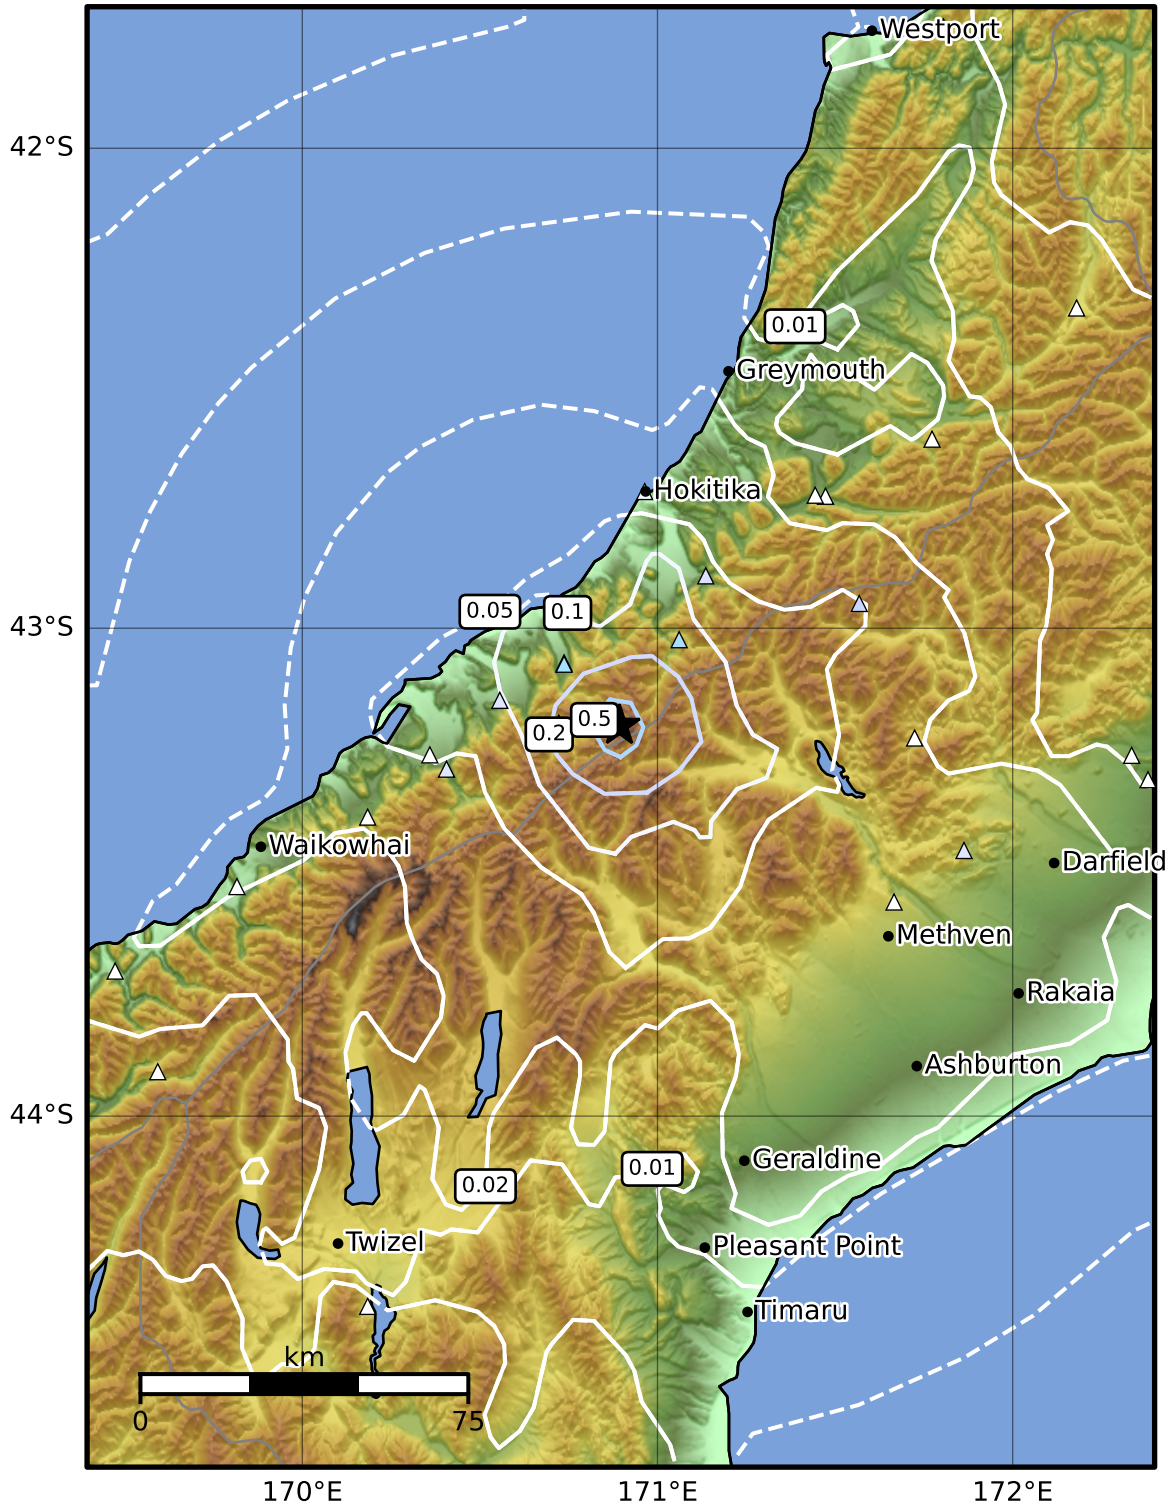 Westport
42°S
0.01
Greymouth
Hokitika
0.05
0.1
43°S
0.5
0.2
Waikowhai
Darfield
Methven
Rakaia
Ashburton
44°S
Geraldine
0.01
0.02
Twizel
Pleasant Point
Timaru
km
0 75
170°E 171°E 172°E